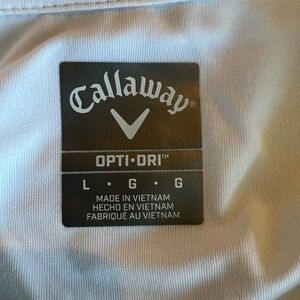 Callaway®
OPTI•DRI™
L • G • G
MADE IN VIETNAM
HECHO EN VIETNAM
FABRIQUÉ AU VIETNAM